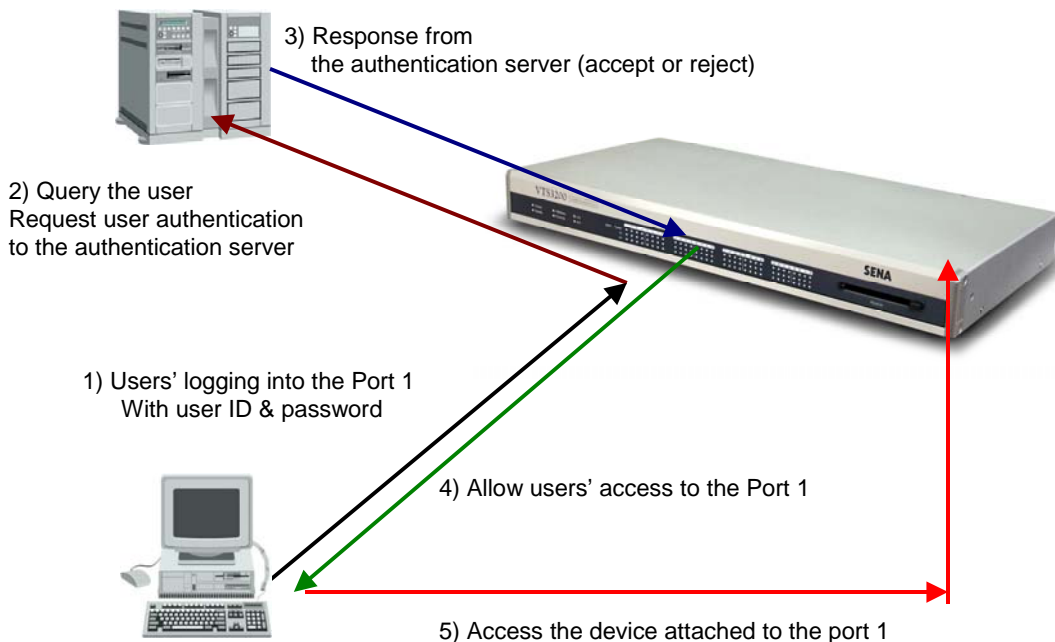 3) Response from
the authentication server (accept or reject)
2) Query the user
Request user authentication
to the authentication server
VTS3200
SENA
1) Users' logging into the Port 1
With user ID & password
4) Allow users' access to the Port 1
5) Access the device attached to the port 1